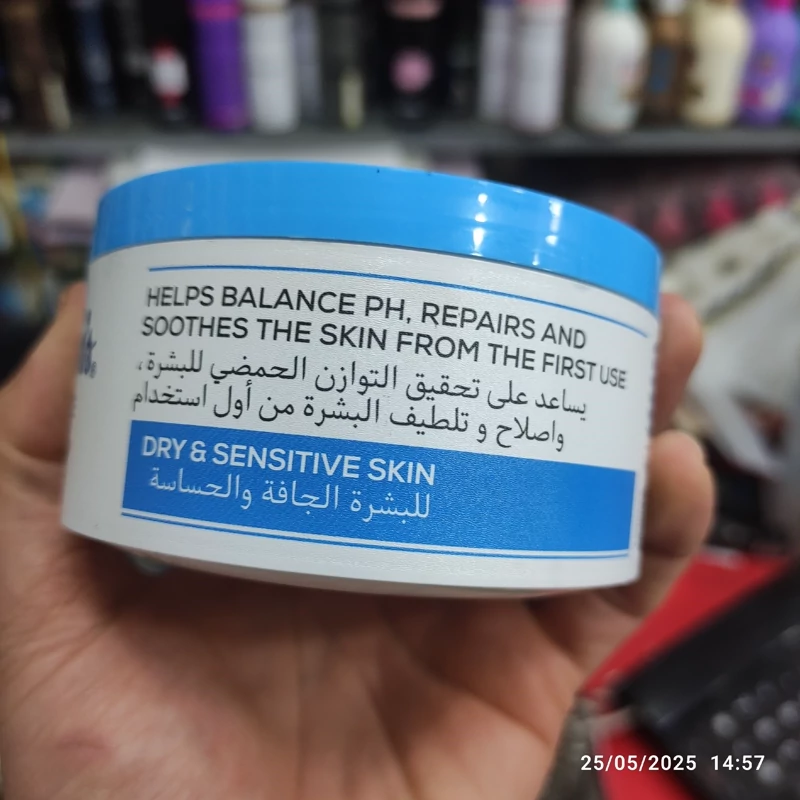 HELPS BALANCE PH, REPAIRS AND
SOOTHES THE SKIN FROM THE FIRST USE
يساعد على تحقيق التوازن الحمضي للبشرة ،
واصلاح و تلطيف البشرة من أول استخدام
DRY & SENSITIVE SKIN
للبشرة الجافة والحساسة
25/05/2025 14:57